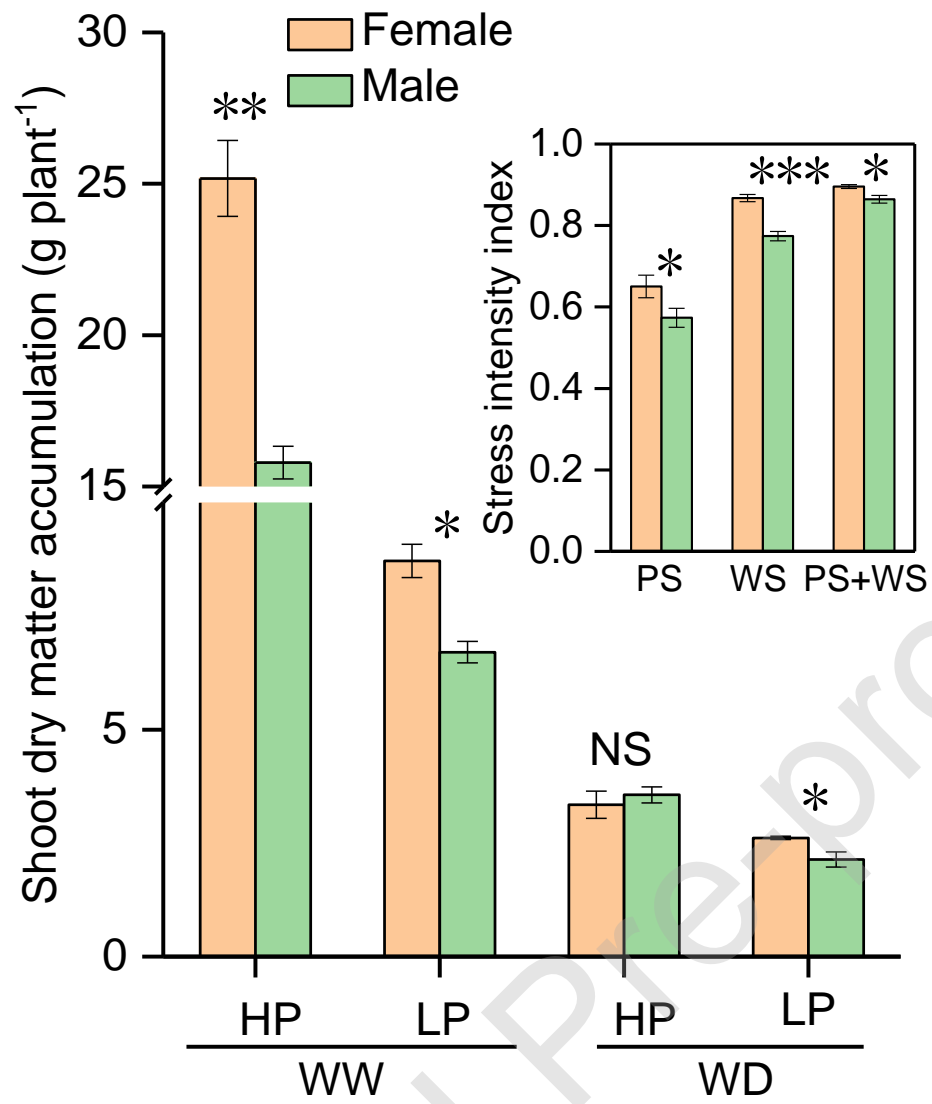 Shoot dry matter accumulation (g plant⁻¹)
30
25
20
15
5
0
Female
Male
**
*
NS
*
HP
LP
HP
LP
WW
WD
Stress intensity index
1.0
0.8
0.6
0.4
0.2
0.0
*
***
*
PS
WS
PS+WS
Pre-pro